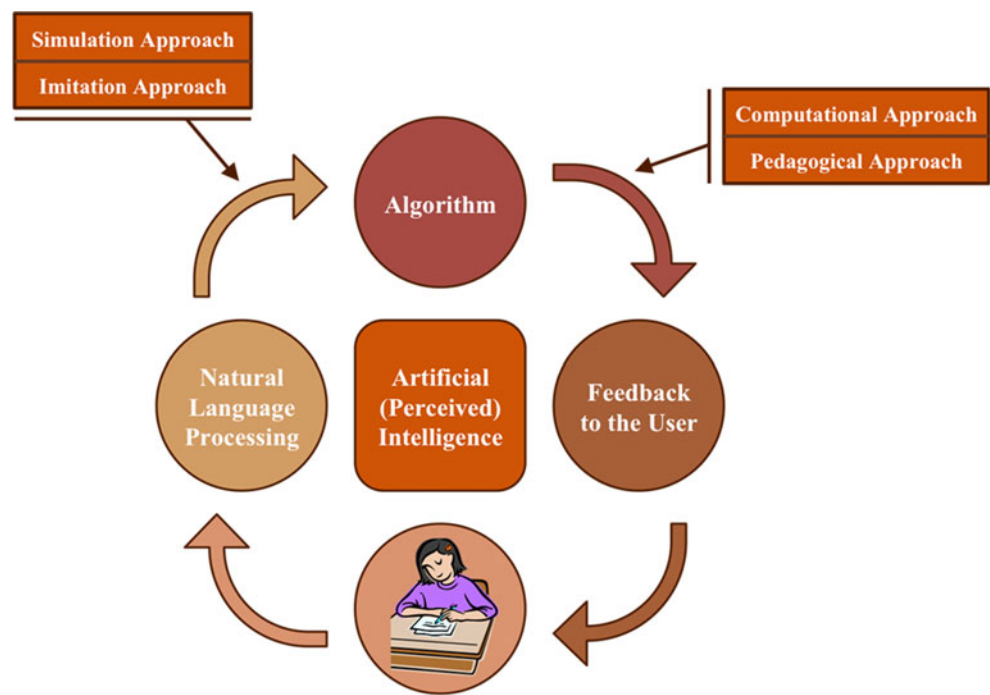 Simulation Approach
Imitation Approach
Computational Approach
Pedagogical Approach
Algorithm
Natural
Language
Processing
Artificial
(Perceived)
Intelligence
Feedback
to the User